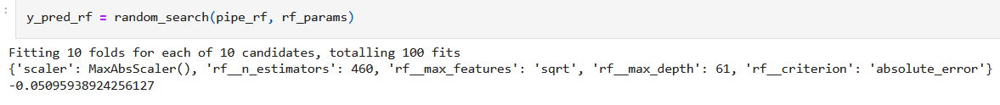 :
y_pred_rf = random_search(pipe_rf, rf_params)
Fitting 10 folds for each of 10 candidates, totalling 100 fits
{'scaler': MaxAbsScaler(), 'rf__n_estimators': 460, 'rf__max_features': 'sqrt', 'rf__max_depth': 61, 'rf__criterion': 'absolute_error'}
-0.05095938924256127